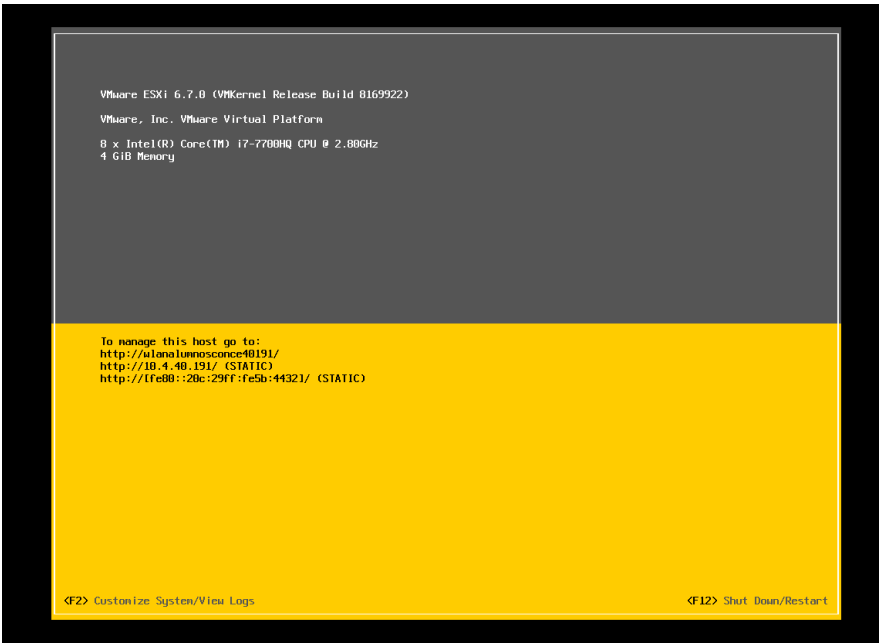 VMware ESXi 6.7.0 (VMKernel Release Build 8169922)
VMware, Inc. VMware Virtual Platform
8 x Intel(R) Core(TM) i7-7700HQ CPU @ 2.80GHz
4 GiB Memory
To manage this host go to:
http://wlanalumnosconce40191/
http://10.4.40.191/ (STATIC)
http://[fe80::20c:29ff:fe5b:4432]/ (STATIC)
<F2> Customize System/View Logs
<F12> Shut Down/Restart